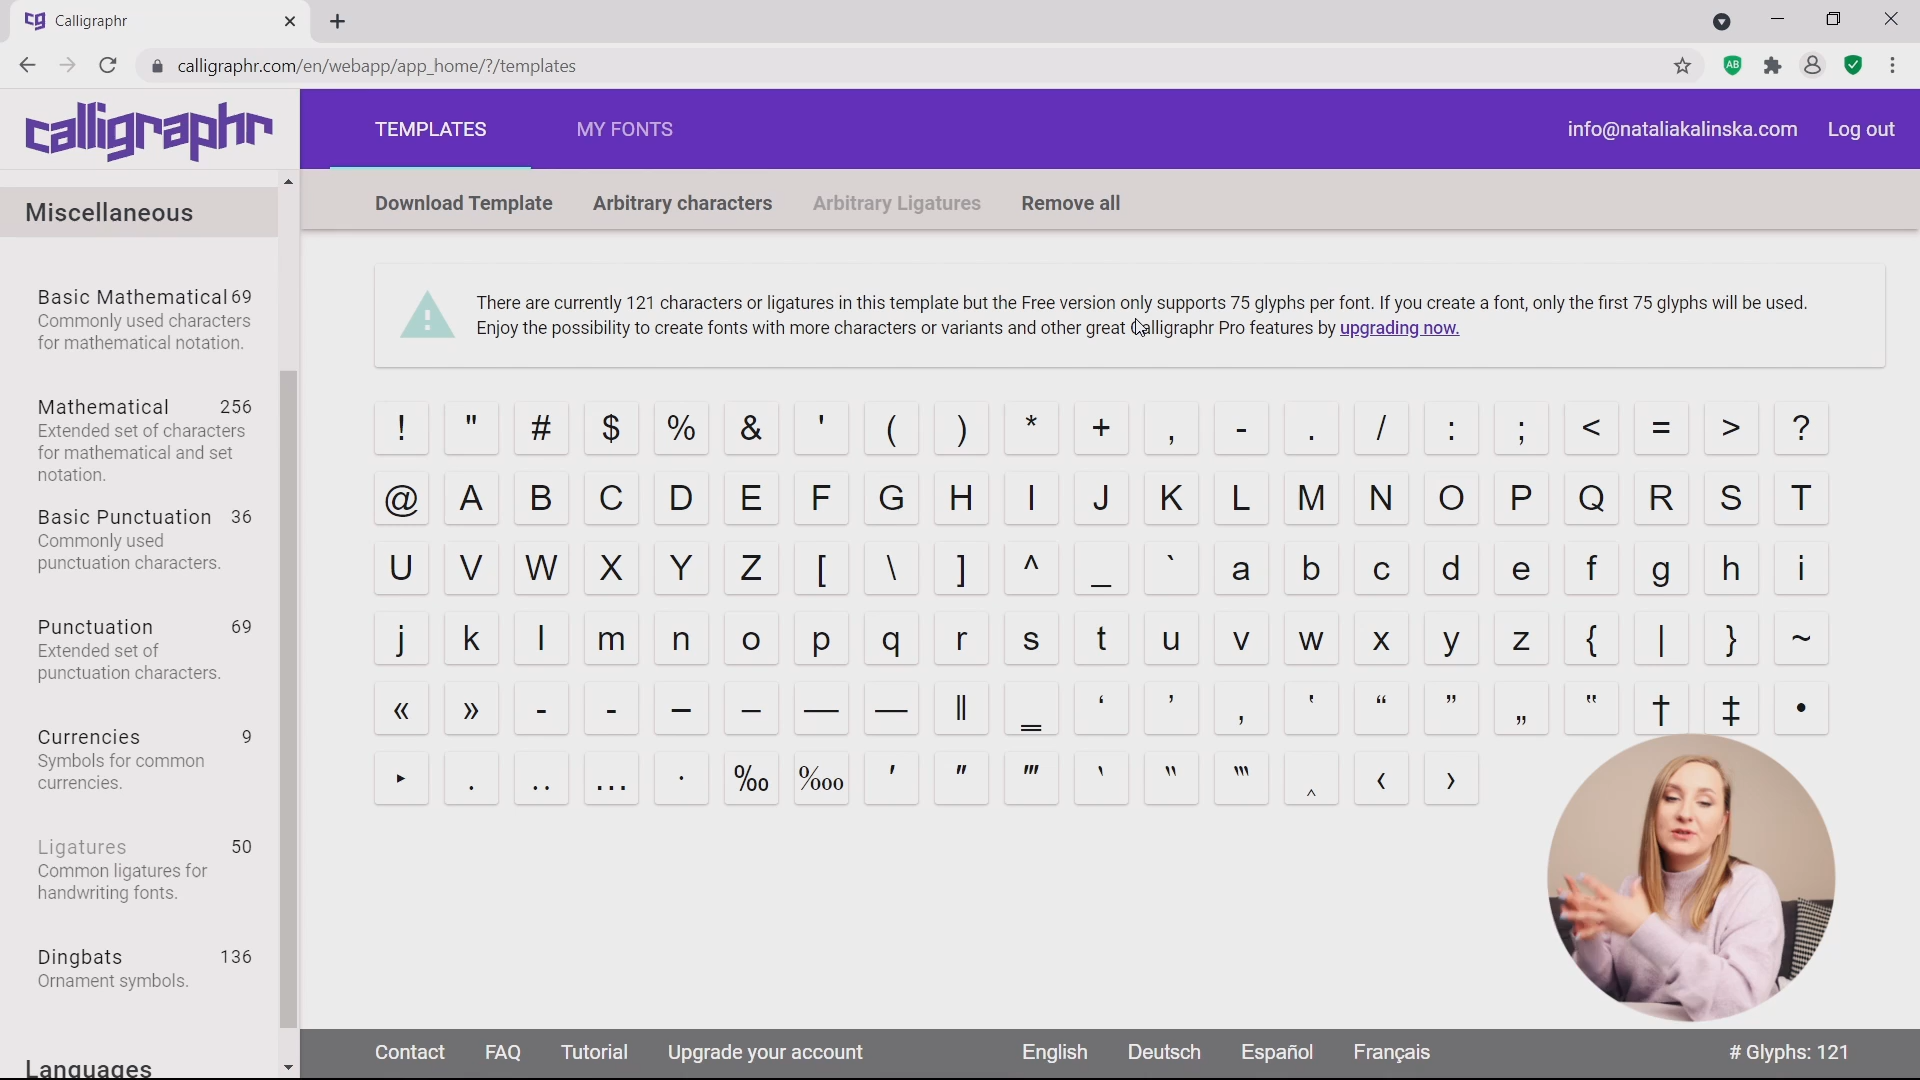 Calligraphr
calligraphr.com/en/webapp/app_home/?/templates
calligraphr
TEMPLATES MY FONTS info@nataliakalinska.com Log out
Download Template Arbitrary characters Arbitrary Ligatures Remove all
Miscellaneous
Basic Mathematical 69
Commonly used characters
for mathematical notation.
Mathematical 256
Extended set of characters
for mathematical and set
notation.
Basic Punctuation 36
Commonly used
punctuation characters.
Punctuation 69
Extended set of
punctuation characters.
Currencies 9
Symbols for common
currencies.
Ligatures 50
Common ligatures for
handwriting fonts.
Dingbats 136
Ornament symbols.
Languages
There are currently 121 characters or ligatures in this template but the Free version only supports 75 glyphs per font. If you create a font, only the first 75 glyphs will be used.
Enjoy the possibility to create fonts with more characters or variants and other great Calligraphr Pro features by upgrading now.
! " # $ % & ' ( ) * + , - . / : ; < = > ?
@ A B C D E F G H I J K L M N O P Q R S T
U V W X Y Z [ \ ] ^ _ ` a b c d e f g h i
j k l m n o p q r s t u v w x y z { | } ~
« » ‐ ‑ ‒ – — ― ‖ ‗ ‘ ’ ‚ ‛ “ ” „ ‟ † ‡ •
‣ ․ ‥ … ‧ ‰ ‱ ′ ″ ‴ ‵ ‶ ‷ ‸ ‹ ›
Contact FAQ Tutorial Upgrade your account English Deutsch Español Français # Glyphs: 121